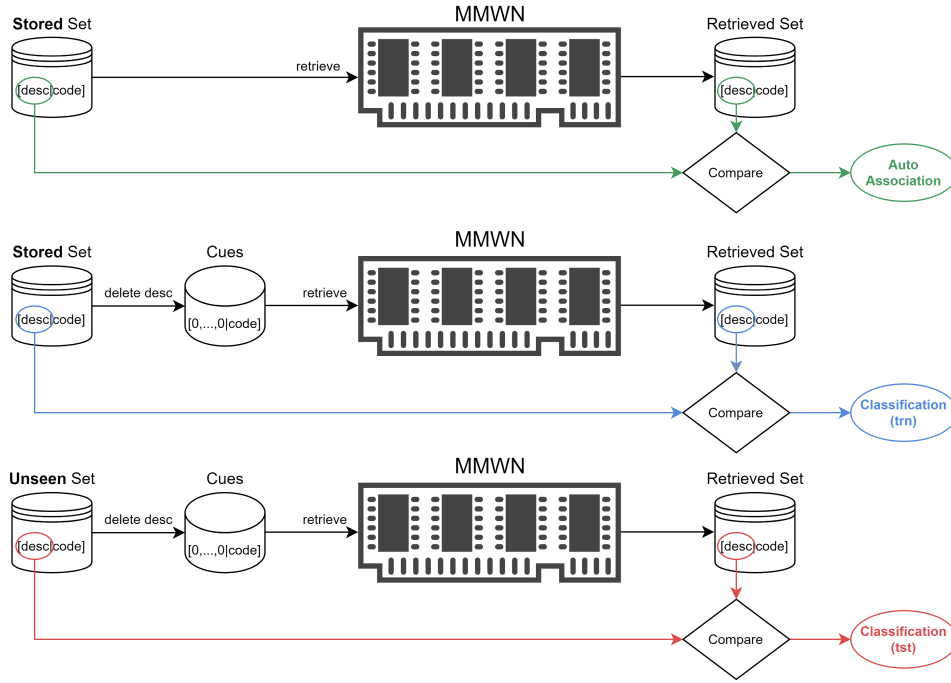 MMWN
Stored Set
Retrieved Set
retrieve
[desc|code]
[desc|code]
Compare
Auto
Association
MMWN
Stored Set
Cues
Retrieved Set
delete desc
retrieve
[desc|code]
[0,...,0|code]
[desc|code]
Compare
Classification
(trn)
MMWN
Unseen Set
Cues
Retrieved Set
delete desc
retrieve
[desc|code]
[0,...,0|code]
[desc|code]
Compare
Classification
(tst)